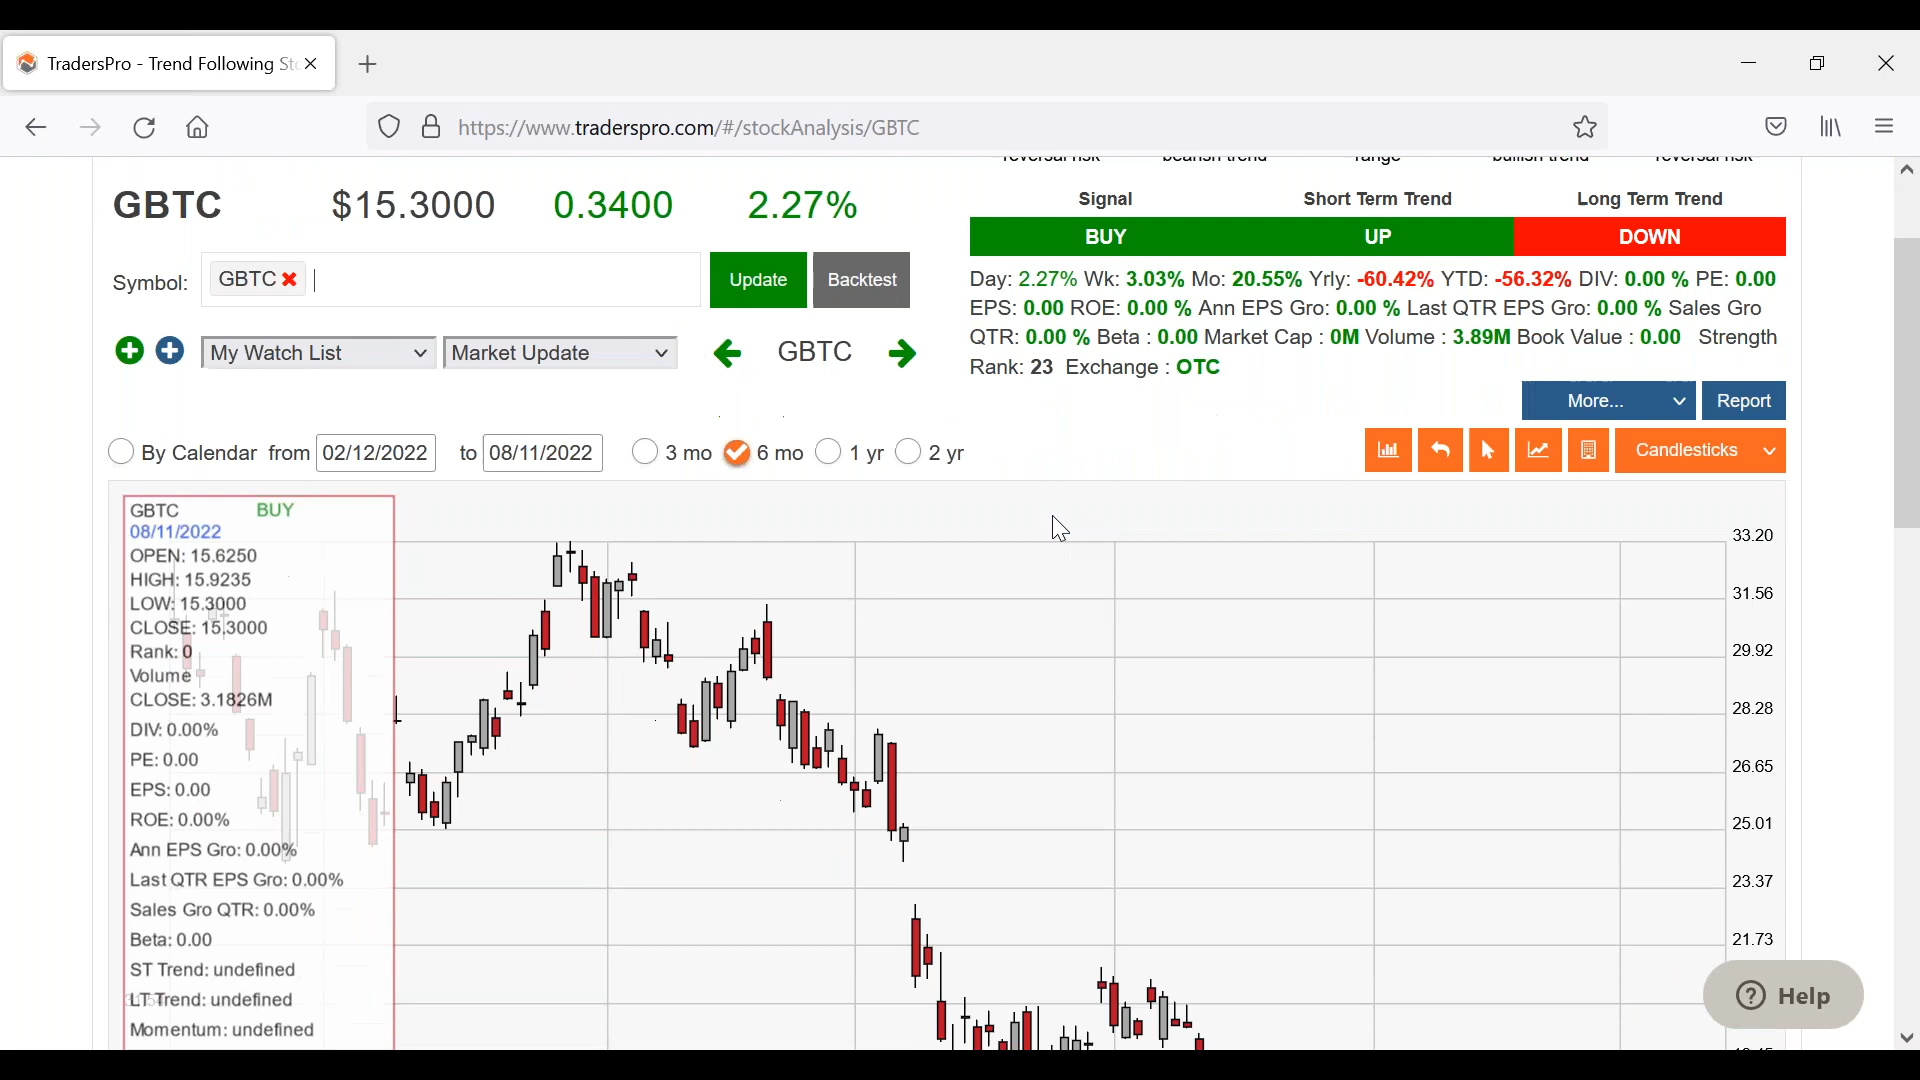 TradersPro - Trend Following Sto
https://www.traderspro.com/#/stockAnalysis/GBTC
reversal risk bearish trend range bullish trend reversal risk
GBTC $15.3000 0.3400 2.27%
Signal Short Term Trend Long Term Trend
BUY UP DOWN
Symbol: GBTC Update Backtest
Day: 2.27% Wk: 3.03% Mo: 20.55% Yrly: -60.42% YTD: -56.32% DIV: 0.00 % PE: 0.00
EPS: 0.00 ROE: 0.00 % Ann EPS Gro: 0.00 % Last QTR EPS Gro: 0.00 % Sales Gro
QTR: 0.00 % Beta : 0.00 Market Cap : 0M Volume : 3.89M Book Value : 0.00 Strength
Rank: 23 Exchange : OTC
My Watch List Market Update GBTC
More... Report
By Calendar from 02/12/2022 to 08/11/2022 3 mo 6 mo 1 yr 2 yr
Candlesticks
GBTC BUY
08/11/2022
OPEN: 15.6250
HIGH: 15.9235
LOW: 15.3000
CLOSE: 15.3000
Rank: 0
Volume
CLOSE: 3.1826M
DIV: 0.00%
PE: 0.00
EPS: 0.00
ROE: 0.00%
Ann EPS Gro: 0.00%
Last QTR EPS Gro: 0.00%
Sales Gro QTR: 0.00%
Beta: 0.00
ST Trend: undefined
LT Trend: undefined
Momentum: undefined
33.20
31.56
29.92
28.28
26.65
25.01
23.37
21.73
Help